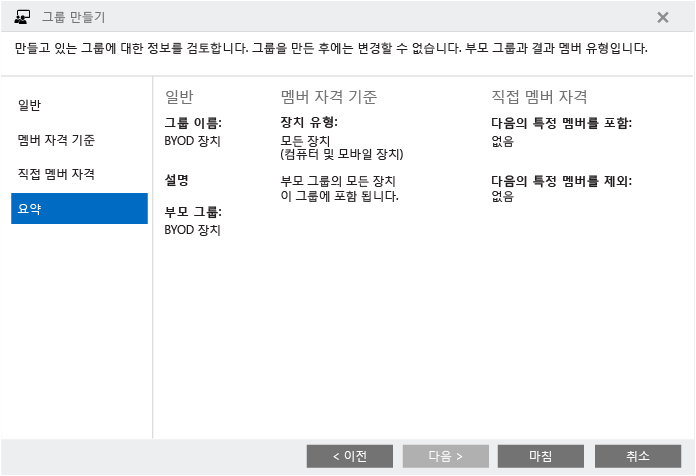 그룹 만들기
만들고 있는 그룹에 대한 정보를 검토합니다. 그룹을 만든 후에는 변경할 수 없습니다. 부모 그룹과 결과 멤버 유형입니다.
일반
멤버 자격 기준
직접 멤버 자격
요약
일반
그룹 이름:
BYOD 장치
설명
부모 그룹:
BYOD 장치
멤버 자격 기준
장치 유형:
모든 장치
(컴퓨터 및 모바일 장치)
부모 그룹의 모든 장치
이 그룹에 포함 됩니다.
직접 멤버 자격
다음의 특정 멤버를 포함:
없음
다음의 특정 멤버를 제외:
없음
< 이전
다음 >
마침
취소